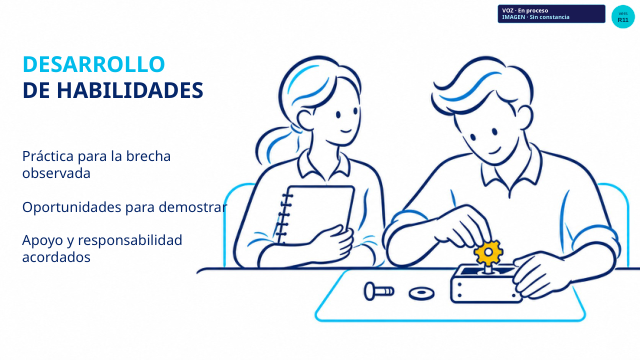 VOZ · En proceso
IMAGEN · Sin constancia
R11
DESARROLLO
DE HABILIDADES
Práctica para la brecha
observada
Oportunidades para demostrar
Apoyo y responsabilidad
acordados